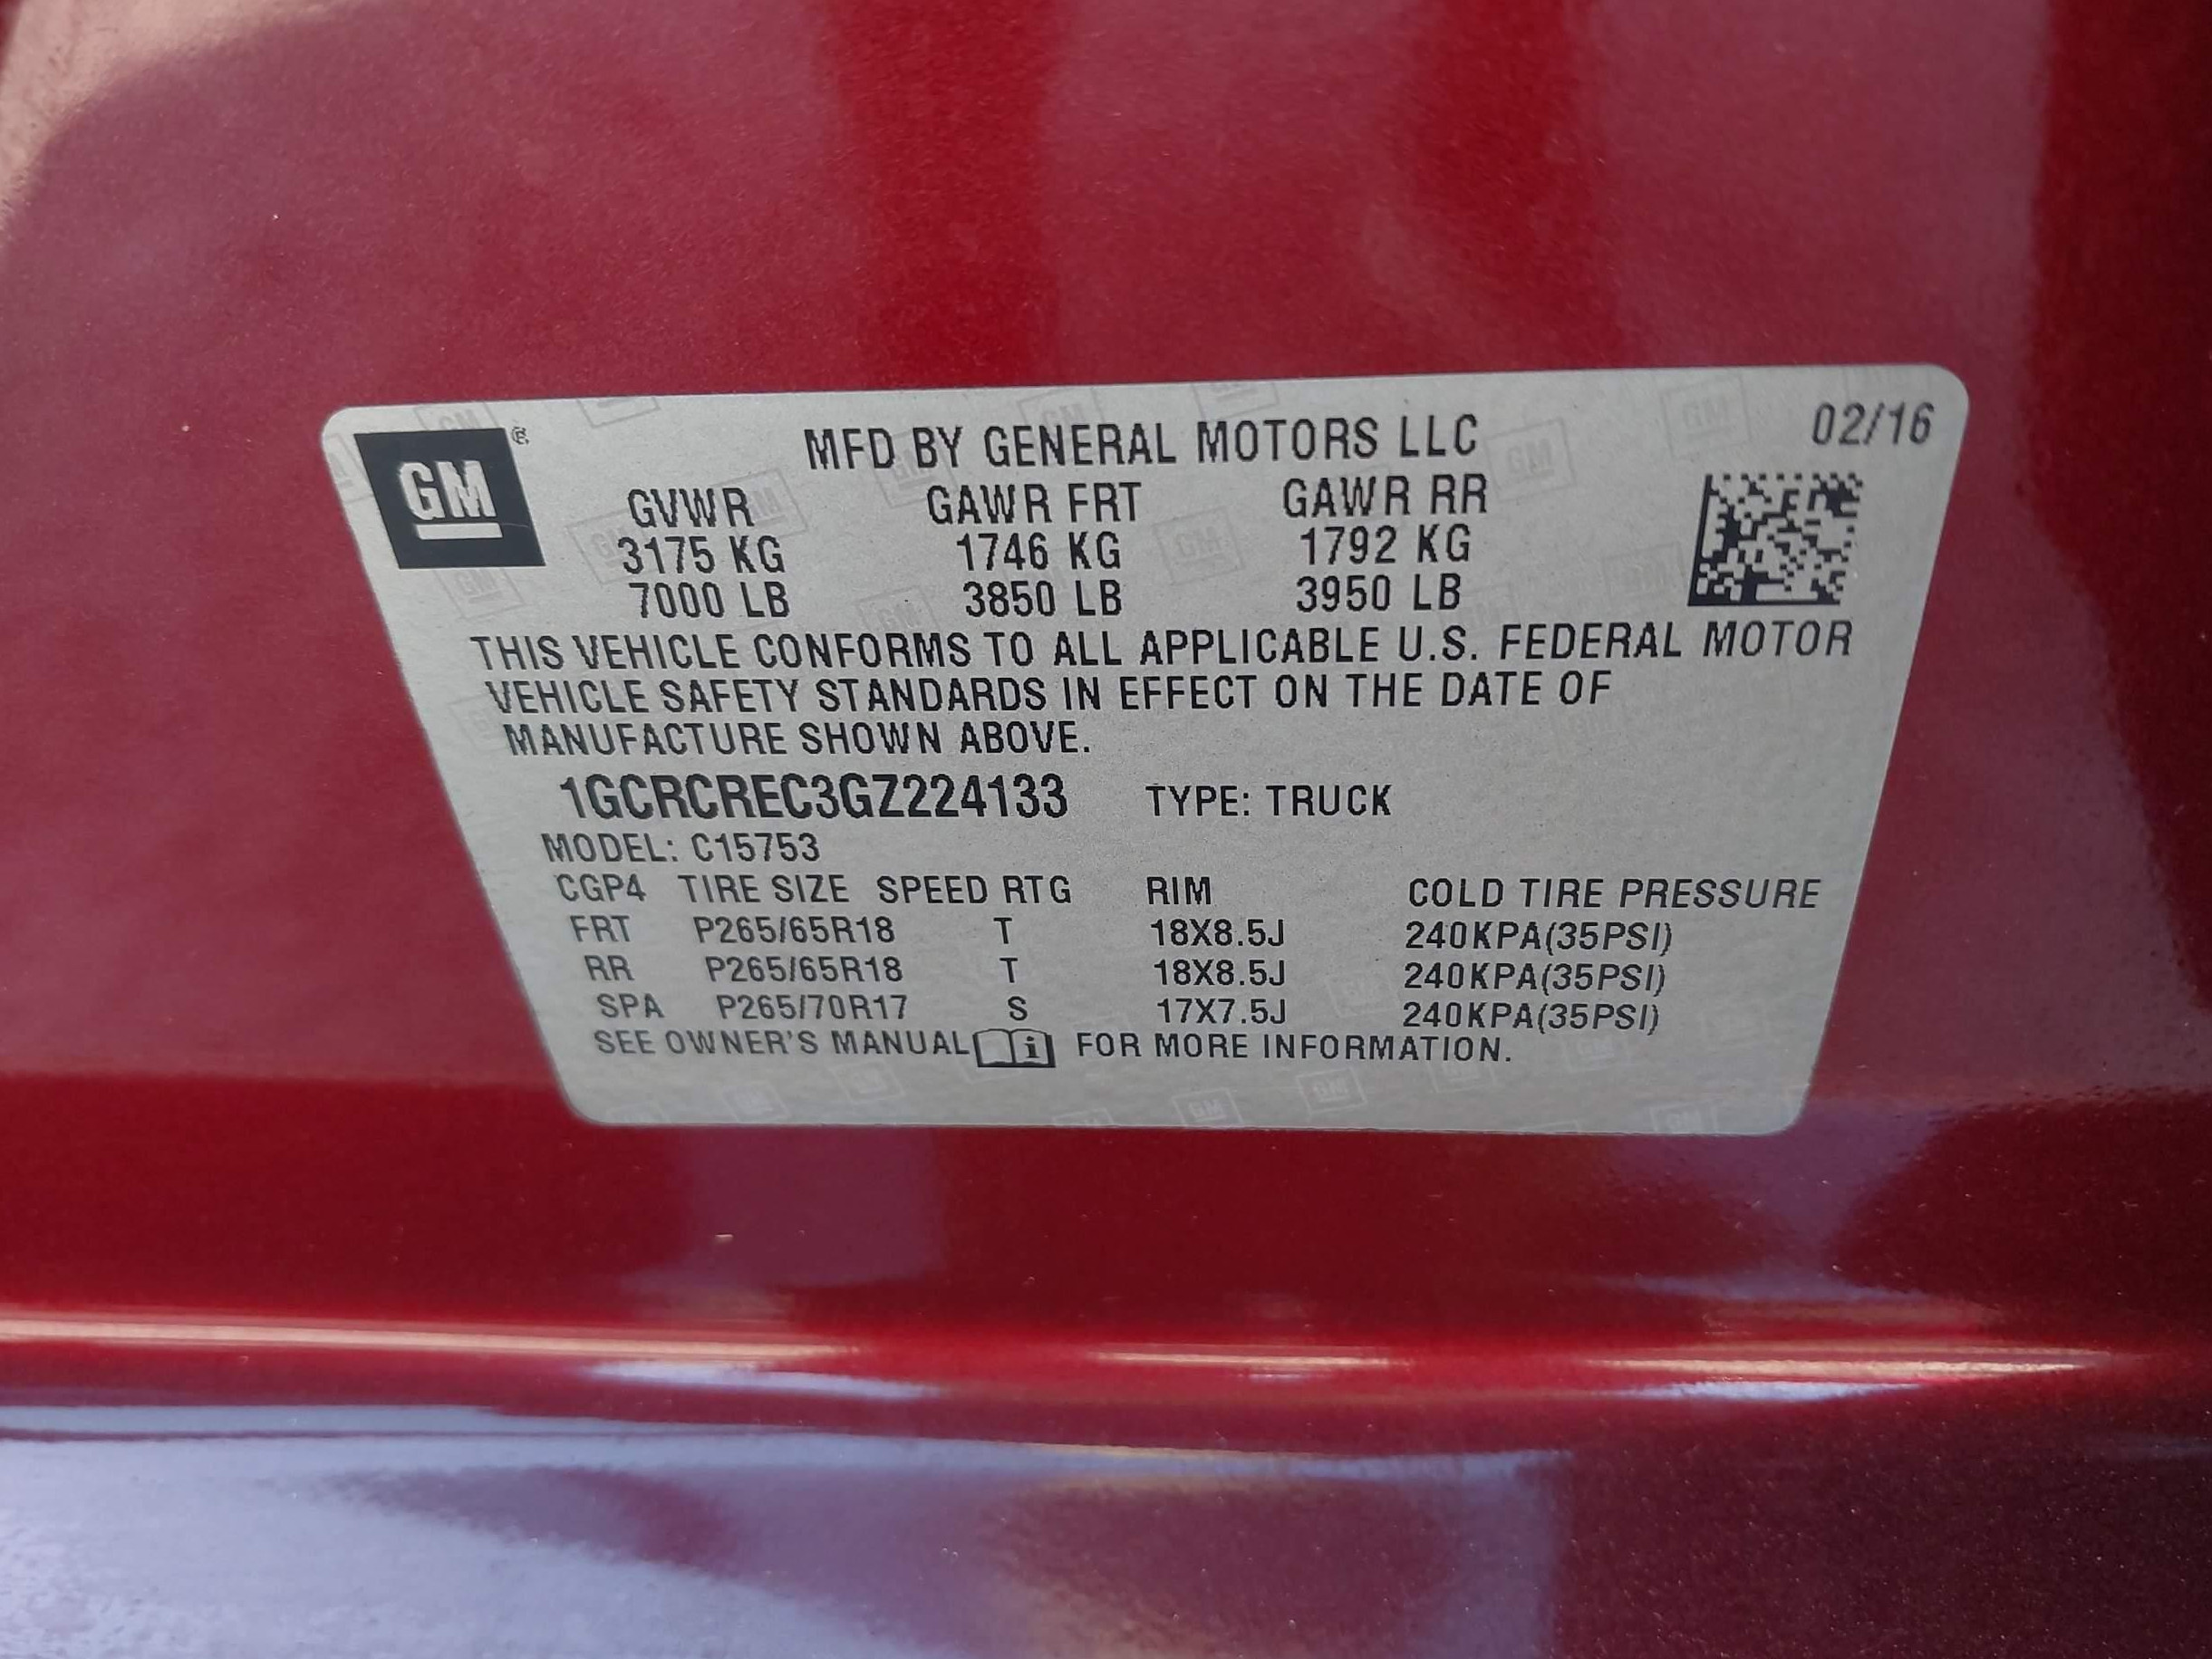 GM ®
MFD BY GENERAL MOTORS LLC 02/16
GVWR GAWR FRT GAWR RR
3175 KG 1746 KG 1792 KG
7000 LB 3850 LB 3950 LB
THIS VEHICLE CONFORMS TO ALL APPLICABLE U.S. FEDERAL MOTOR
VEHICLE SAFETY STANDARDS IN EFFECT ON THE DATE OF
MANUFACTURE SHOWN ABOVE.
1GCRCREC3GZ224133 TYPE: TRUCK
MODEL: C15753
CGP4 TIRE SIZE SPEED RTG RIM COLD TIRE PRESSURE
FRT P265/65R18 T 18X8.5J 240KPA(35PSI)
RR P265/65R18 T 18X8.5J 240KPA(35PSI)
SPA P265/70R17 S 17X7.5J 240KPA(35PSI)
SEE OWNER'S MANUAL i FOR MORE INFORMATION.